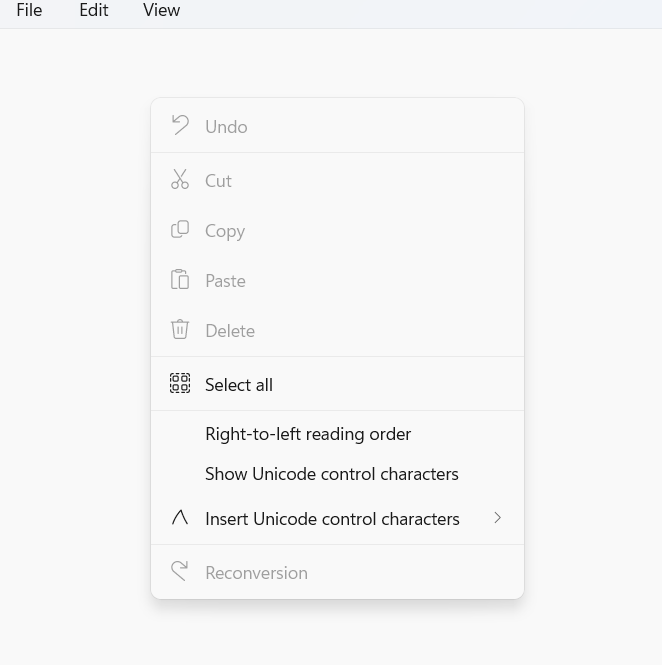 File Edit View
Undo
Cut
Copy
Paste
Delete
Select all
Right-to-left reading order
Show Unicode control characters
Insert Unicode control characters
Reconversion